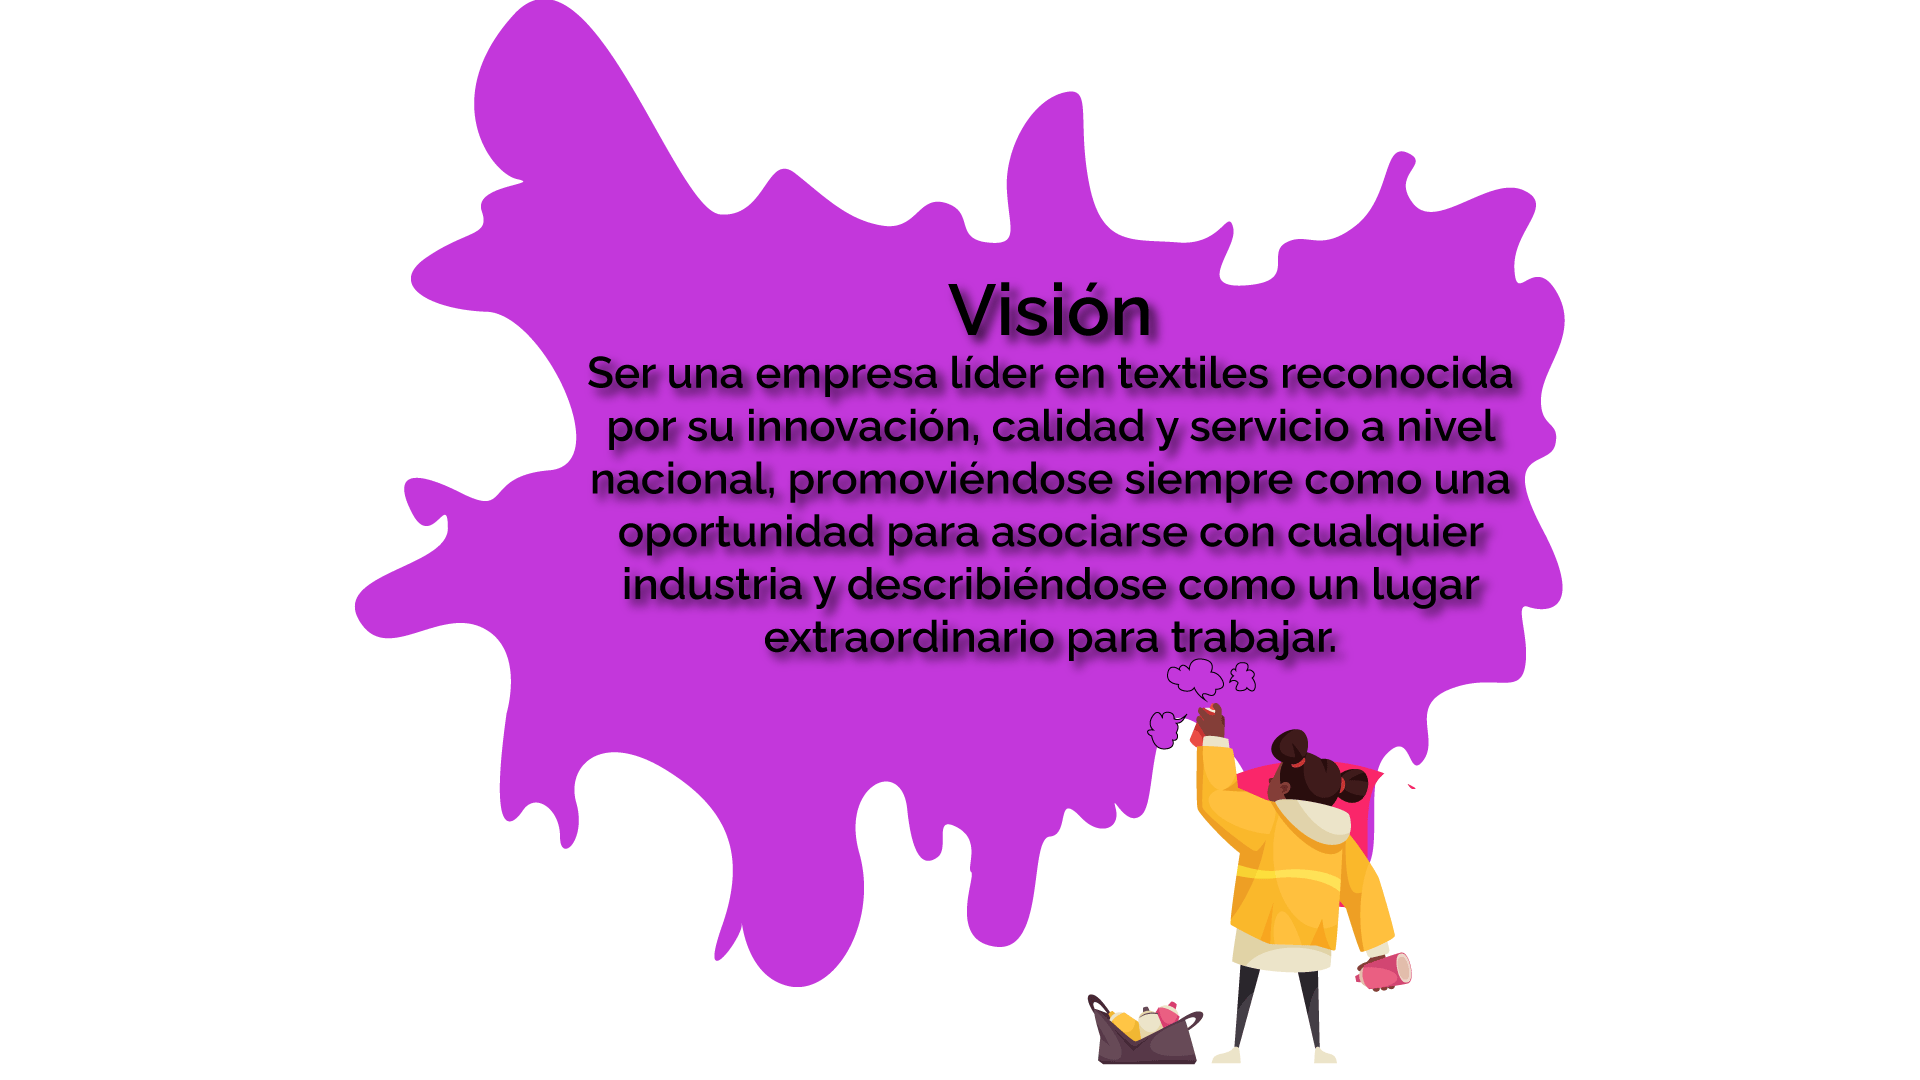 Visión
Ser una empresa líder en textiles reconocida
por su innovación, calidad y servicio a nivel
nacional, promoviéndose siempre como una
oportunidad para asociarse con cualquier
industria y describiéndose como un lugar
extraordinario para trabajar.